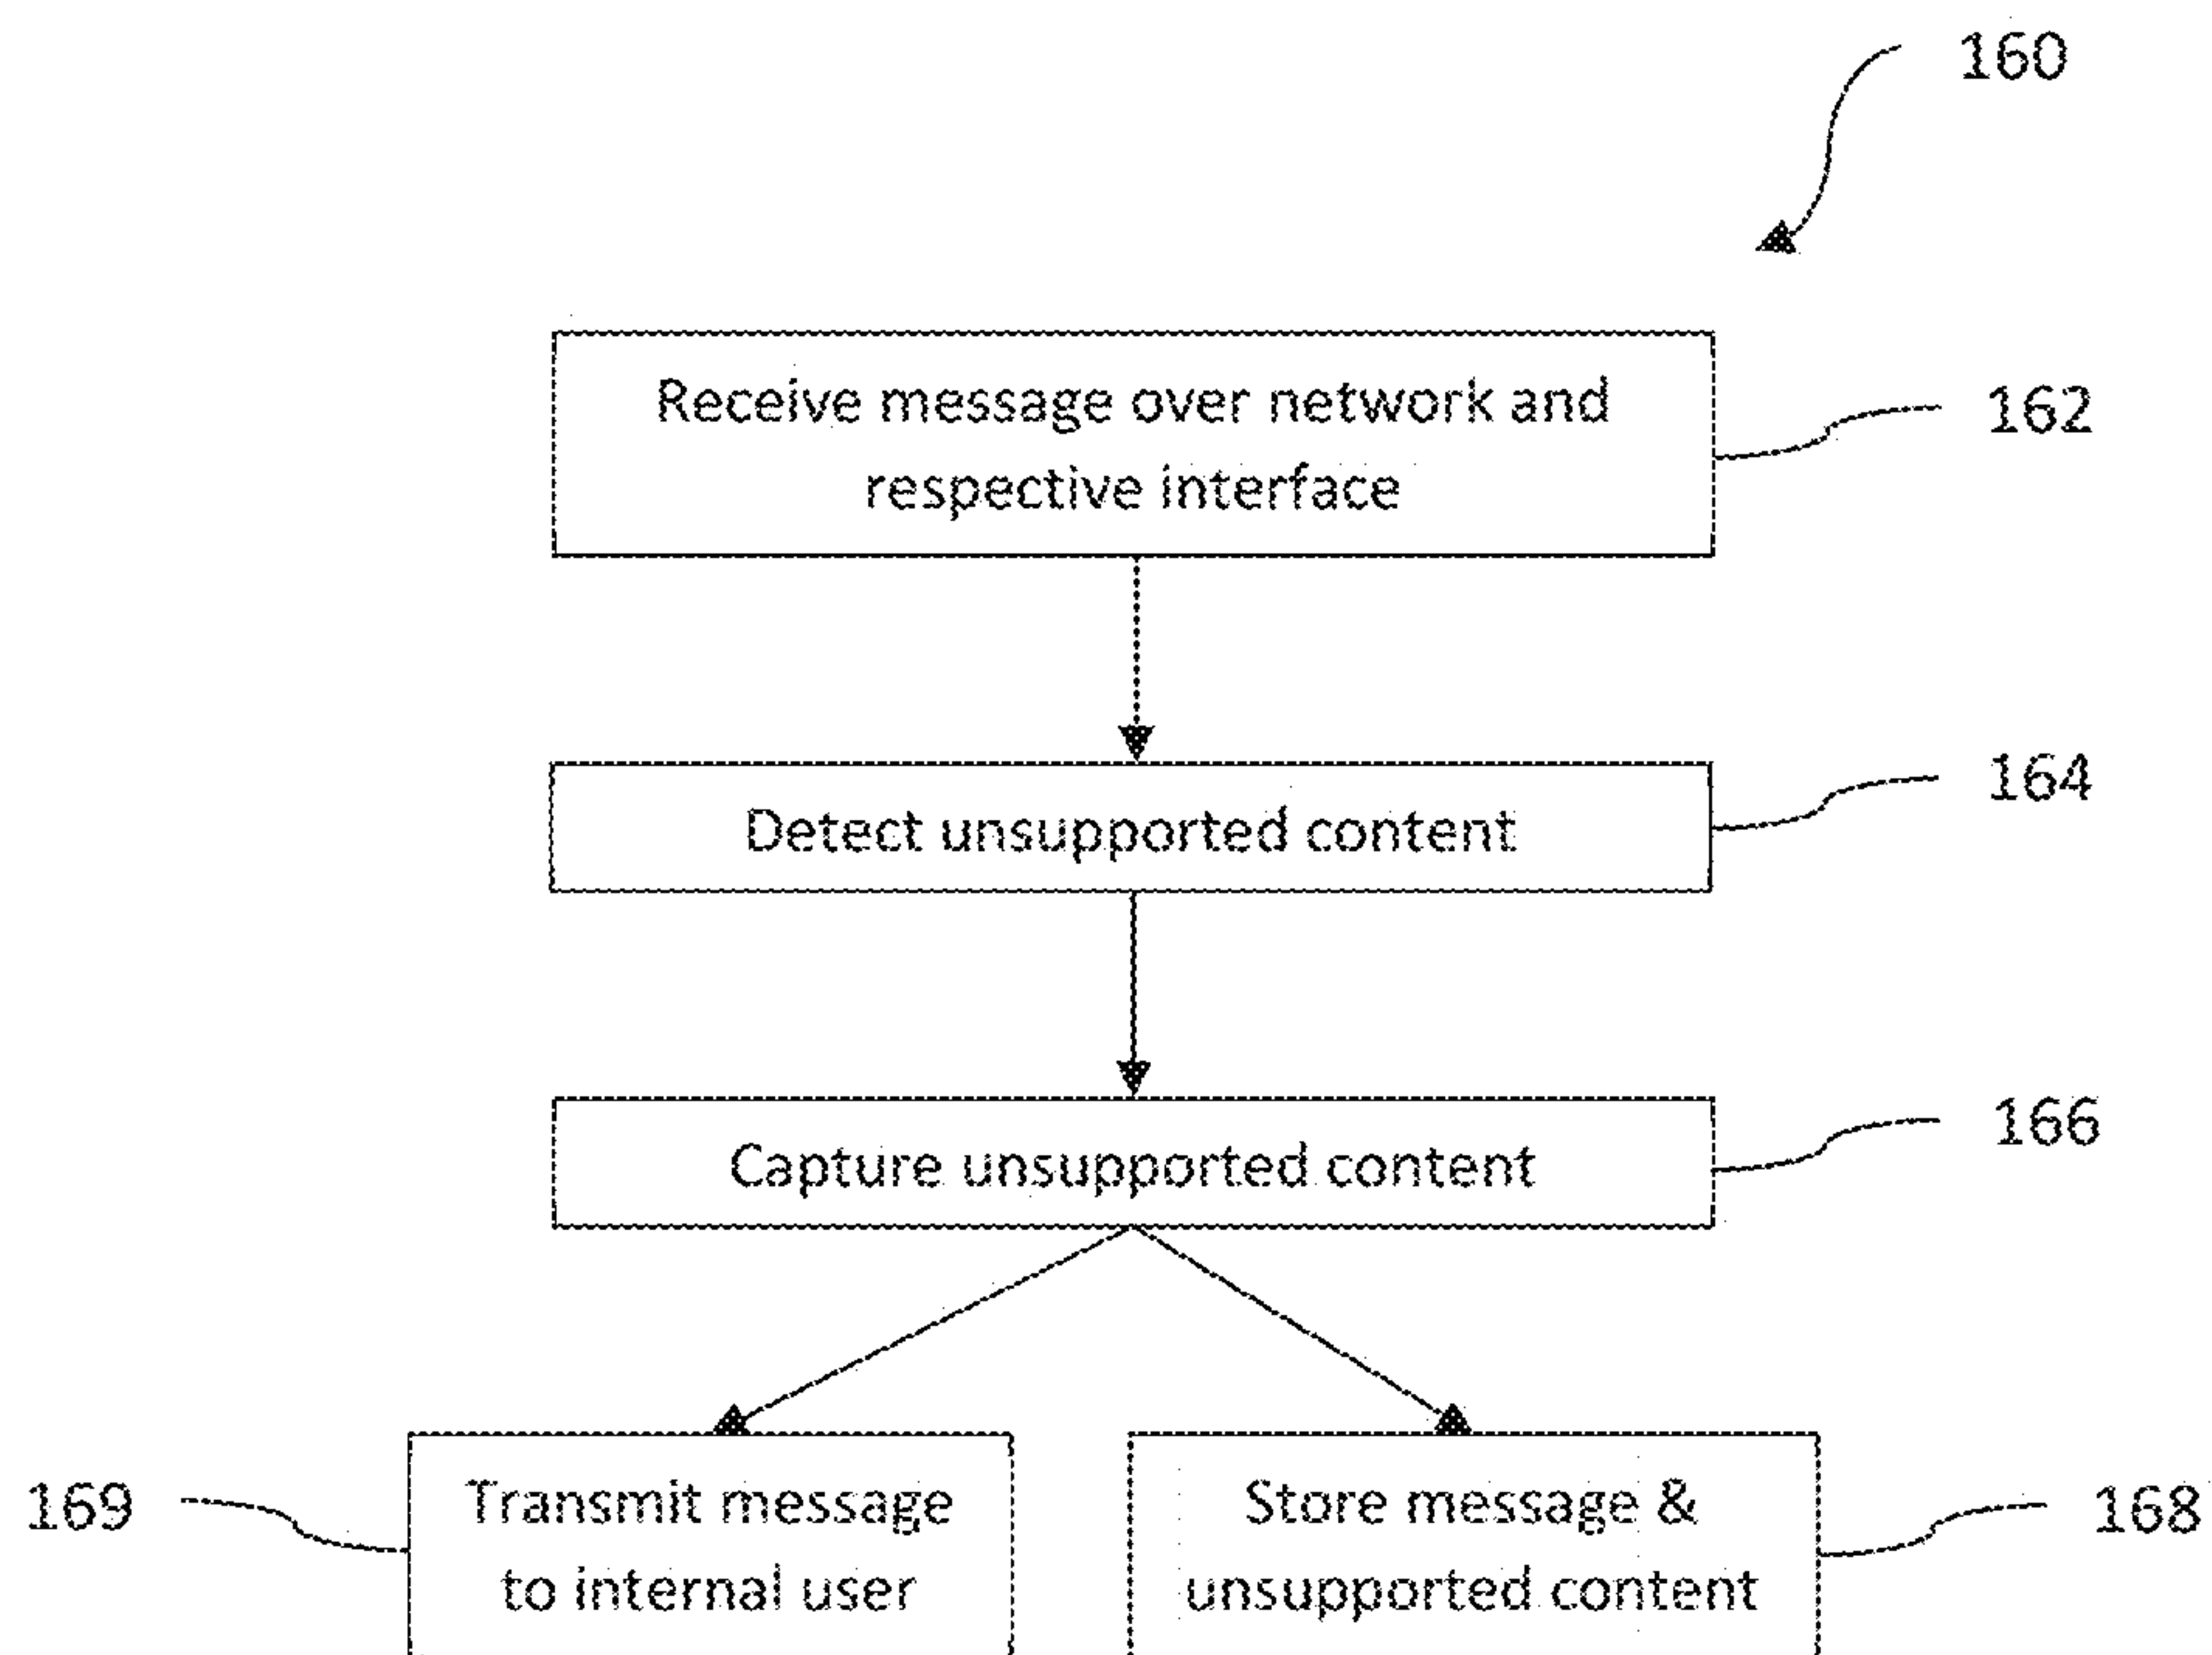 160
Receive message over network and
respective interface
162
Detect unsupported content
164
Capture unsupported content
166
169
Transmit message
to internal user
Store message &
unsupported content
168